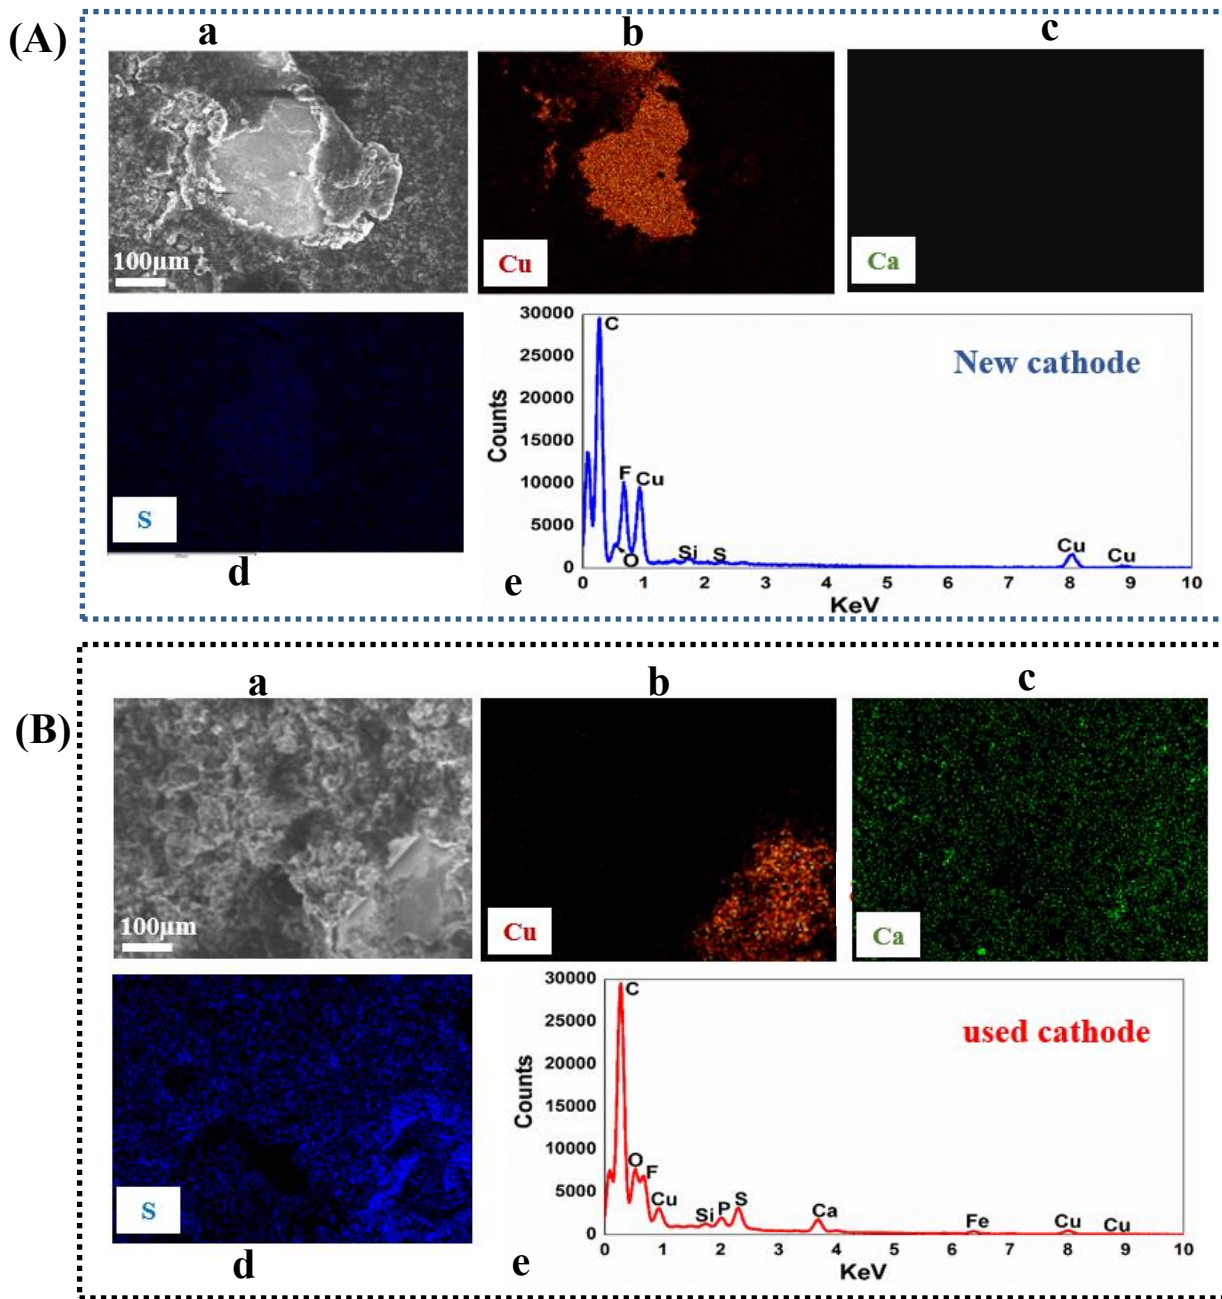 (A)
a
b
c
100μm
Cu
Ca
S
d
e
30000
25000
20000
15000
10000
5000
0
Counts
C
F
Cu
O
Si
S
Cu
Cu
New cathode
0 1 2 3 4 5 6 7 8 9 10
KeV
(B)
a
b
c
100μm
Cu
Ca
S
d
e
30000
25000
20000
15000
10000
5000
0
Counts
C
O
F
Cu
Si
P
S
Ca
Fe
Cu
Cu
used cathode
0 1 2 3 4 5 6 7 8 9 10
KeV